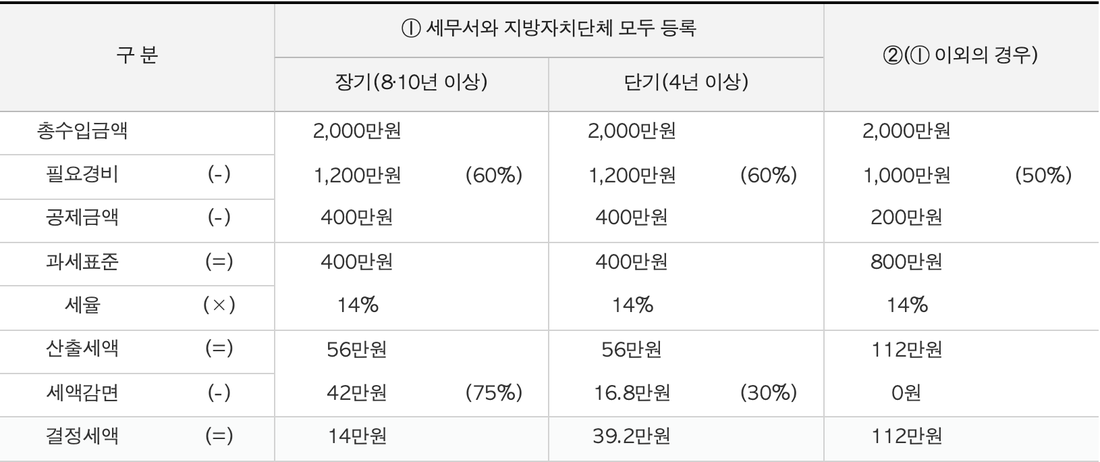 구 분
① 세무서와 지방자치단체 모두 등록
②(① 이외의 경우)
장기(8·10년 이상) 단기(4년 이상)
총수입금액 2,000만원 2,000만원 2,000만원
필요경비 (-) 1,200만원 (60%) 1,200만원 (60%) 1,000만원 (50%)
공제금액 (-) 400만원 400만원 200만원
과세표준 (=) 400만원 400만원 800만원
세율 (×) 14% 14% 14%
산출세액 (=) 56만원 56만원 112만원
세액감면 (-) 42만원 (75%) 16.8만원 (30%) 0원
결정세액 (=) 14만원 39.2만원 112만원